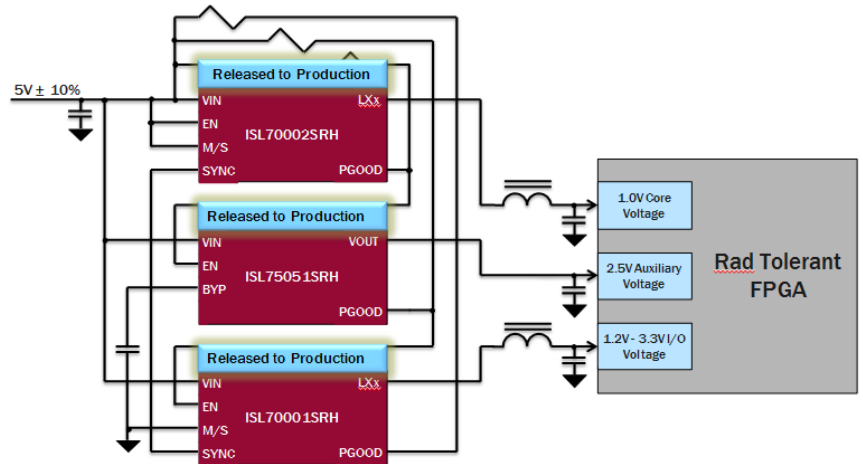 Released to Production
5V ± 10%
VIN
LXx
EN
ISL70002SRH
M/S
SYNC
PGOOD
1.0V Core
Voltage
Released to Production
VIN
VOUT
EN
ISL75051SRH
BYP
PGOOD
2.5V Auxiliary
Voltage
Rad Tolerant
FPGA
1.2V - 3.3V I/O
Voltage
Released to Production
VIN
LXx
EN
ISL70001SRH
M/S
SYNC
PGOOD